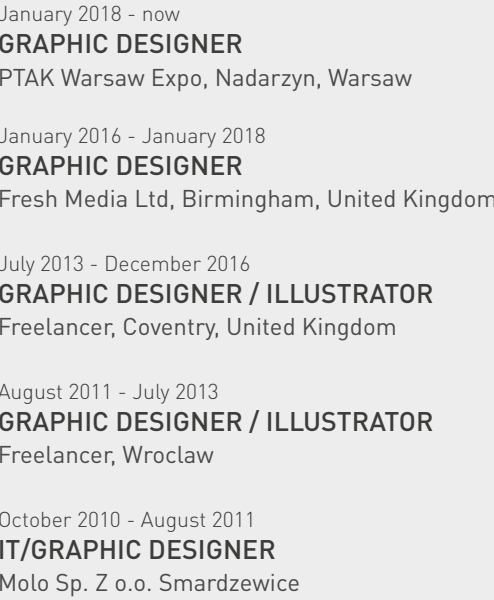 January 2018 - now
GRAPHIC DESIGNER
PTAK Warsaw Expo, Nadarzyn, Warsaw
January 2016 - January 2018
GRAPHIC DESIGNER
Fresh Media Ltd, Birmingham, United Kingdom
July 2013 - December 2016
GRAPHIC DESIGNER / ILLUSTRATOR
Freelancer, Coventry, United Kingdom
August 2011 - July 2013
GRAPHIC DESIGNER / ILLUSTRATOR
Freelancer, Wroclaw
October 2010 - August 2011
IT/GRAPHIC DESIGNER
Molo Sp. Z o.o. Smardzewice